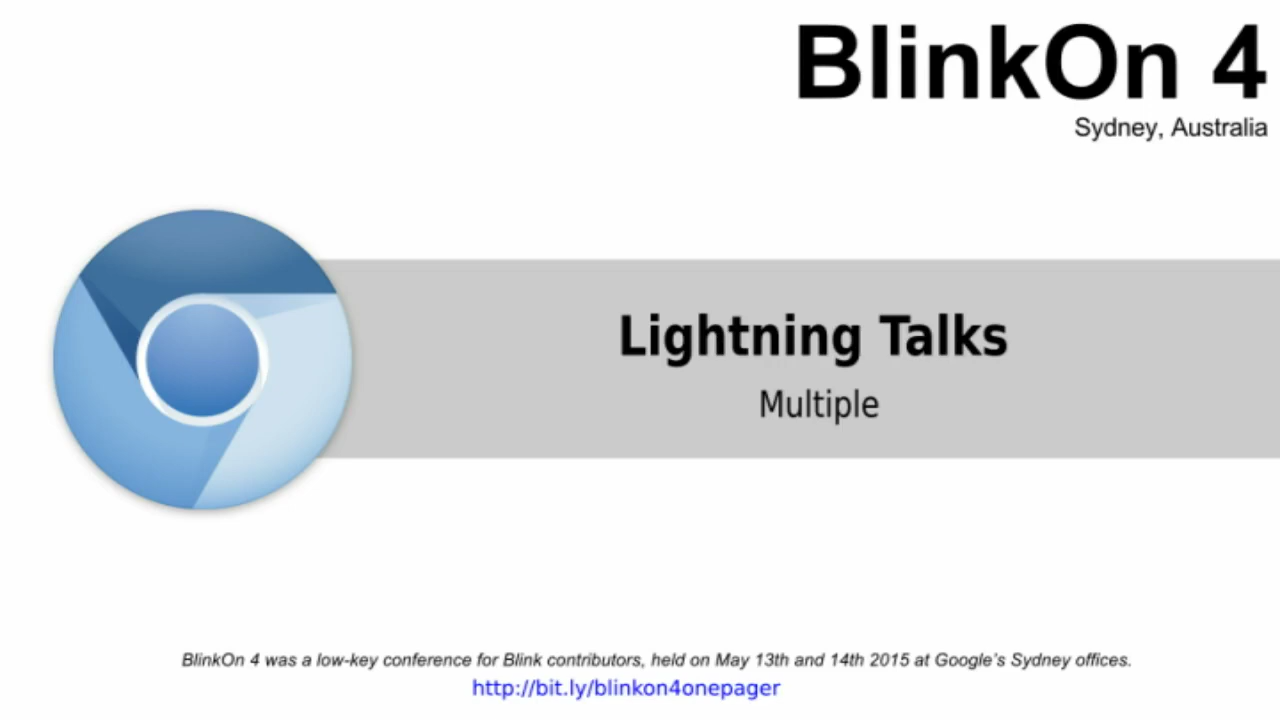 BlinkOn 4
Sydney, Australia
Lightning Talks
Multiple
BlinkOn 4 was a low-key conference for Blink contributors, held on May 13th and 14th 2015 at Google's Sydney offices.
http://bit.ly/blinkon4onepager